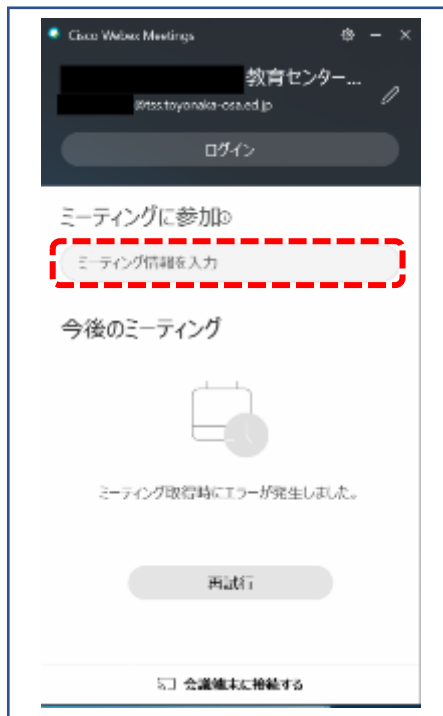 Cisco Webex Meetings
教育センター...
@tss.toyonaka-osa.ed.jp
ログイン
ミーティングに参加
ミーティング情報を入力
今後のミーティング
ミーティング取得時にエラーが発生しました。
再試行
会議端末に接続する